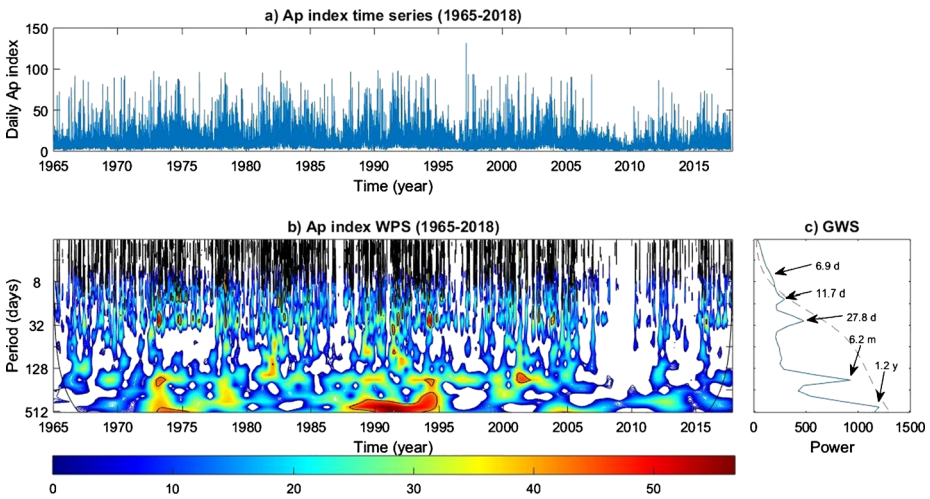 a) Ap index time series (1965-2018)
Daily Ap index
150
100
50
0
1965 1970 1975 1980 1985 1990 1995 2000 2005 2010 2015
Time (year)
b) Ap index WPS (1965-2018)
Period (days)
8
32
128
512
1965 1970 1975 1980 1985 1990 1995 2000 2005 2010 2015
Time (year)
c) GWS
6.9 d
11.7 d
27.8 d
6.2 m
1.2 y
0 500 1000 1500
Power
0 10 20 30 40 50